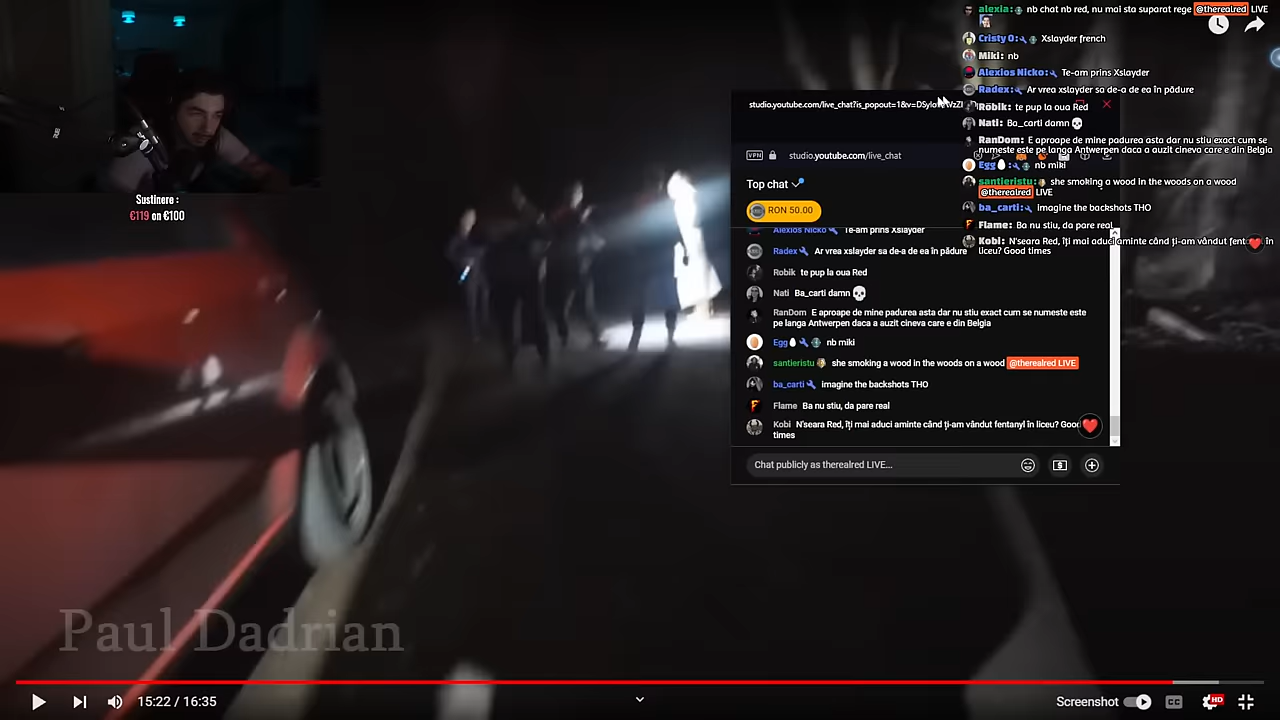 alexia: nb chat nb red, nu mai sta suparat rege @therealred LIVE
Cristy O: Xslayder french
Miki: nb
Alexios Nicko: Te-am prins Xslayder
Radex: Ar vrea xslayder sa de-a de ea în pădure
Robik: te pup la oua Red
Nati: Ba_carti damn
RanDom: E aproape de mine padurea asta dar nu stiu exact cum se
numeste este pe langa Antwerpen daca a auzit cineva care e din Belgia
Egg: nb miki
santieristu: she smoking a wood in the woods on a wood
@therealred LIVE
ba_carti: imagine the backshots THO
Flame: Ba nu stiu, da pare real
Kobi: N'seara Red, îți mai aduci aminte când ți-am vândut fent în
liceu? Good times
Sustinere :
€119 on €100
studio.youtube.com/live_chat?is_popout=1&v=
VPN studio.youtube.com/live_chat
Top chat
RON 50.00
Alexios Nicko Te-am prins Xslayder
Radex Ar vrea xslayder sa de-a de ea în pădure
Robik te pup la oua Red
Nati Ba_carti damn
RanDom E aproape de mine padurea asta dar nu stiu exact cum se numeste este
pe langa Antwerpen daca a auzit cineva care e din Belgia
Egg nb miki
santieristu she smoking a wood in the woods on a wood @therealred LIVE
ba_carti imagine the backshots THO
Flame Ba nu stiu, da pare real
Kobi N'seara Red, îți mai aduci aminte când ți-am vândut fentanyl în liceu? Good
times
Chat publicly as therealred LIVE...
Paul Dadrian
15:22 / 16:35
Screenshot
CC
HD